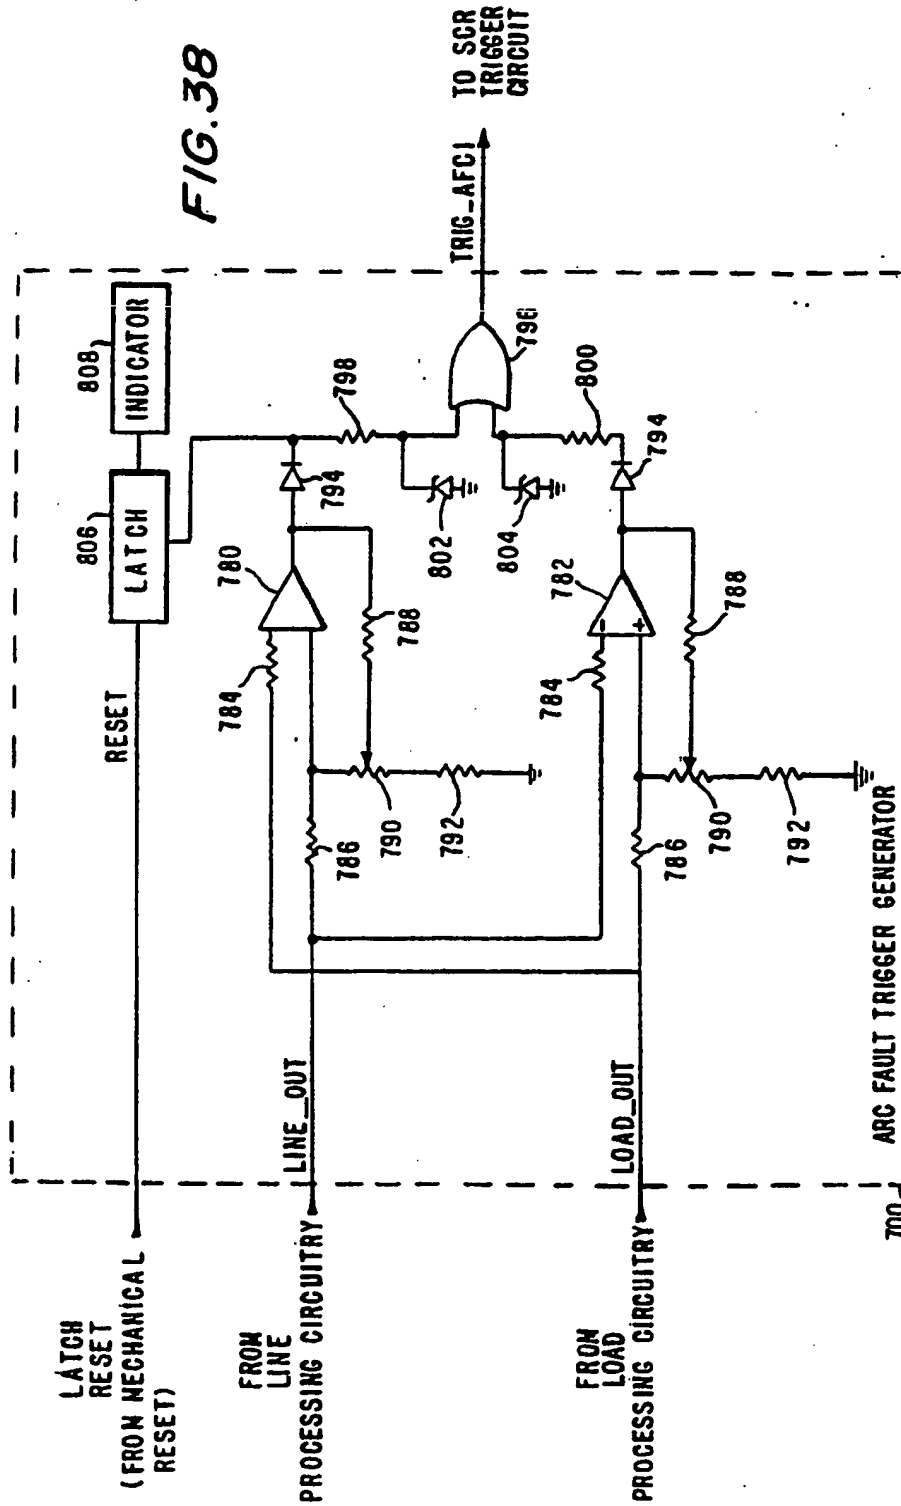 FIG.38
LATCH
RESET
(FROM MECHANICAL
RESET)
RESET
806
LATCH
808
INDICATOR
FROM
LINE
PROCESSING CIRCUITRY
LINE_OUT
784
780
794
798
786
788
790
792
802
804
796
TRIG_AFCI
TO SCR
TRIGGER
CIRCUIT
FROM
LOAD
PROCESSING CIRCUITRY
LOAD_OUT
784
-
+
782
794
800
786
788
790
792
ARC FAULT TRIGGER GENERATOR
700